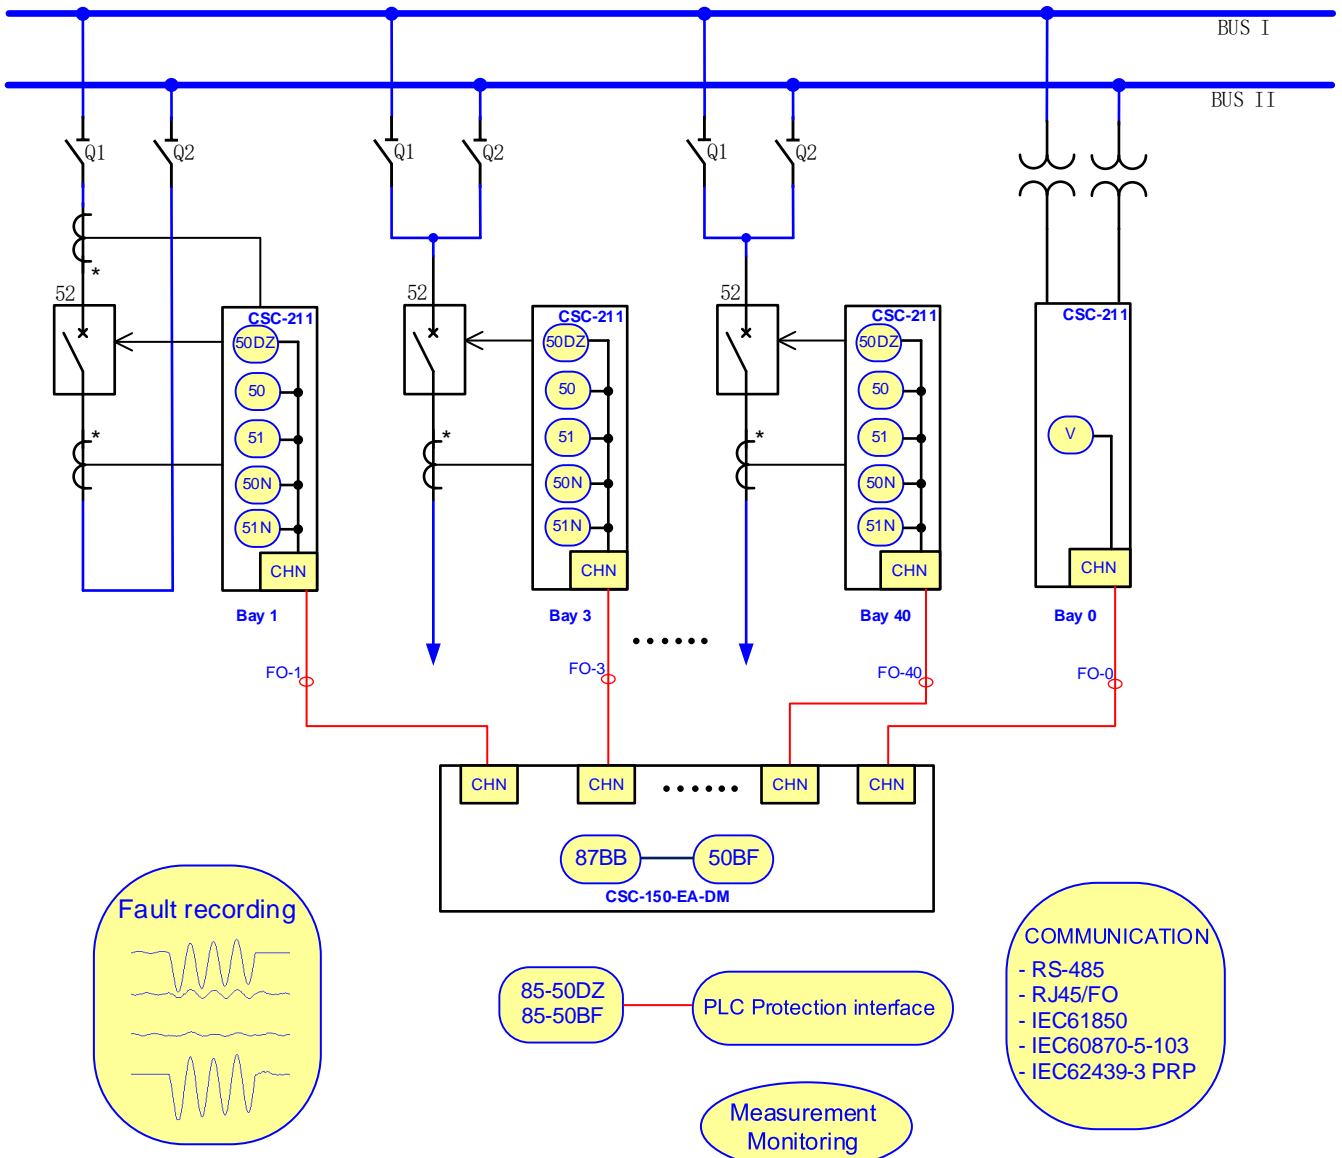 BUS I
BUS II
Q1
Q2
Q1
Q2
Q1
Q2
*
52
52
52
CSC-211
CSC-211
CSC-211
CSC-211
50DZ
50DZ
50DZ
50
50
50
V
*
51
*
51
*
51
50N
50N
50N
51N
51N
51N
CHN
CHN
CHN
CHN
Bay 1
Bay 3
Bay 40
Bay 0
FO-1
FO-3
FO-40
FO-0
CHN
CHN
CHN
CHN
87BB
50BF
CSC-150-EA-DM
Fault recording
85-50DZ
85-50BF
PLC Protection interface
COMMUNICATION
- RS-485
- RJ45/FO
- IEC61850
- IEC60870-5-103
- IEC62439-3 PRP
Measurement
Monitoring